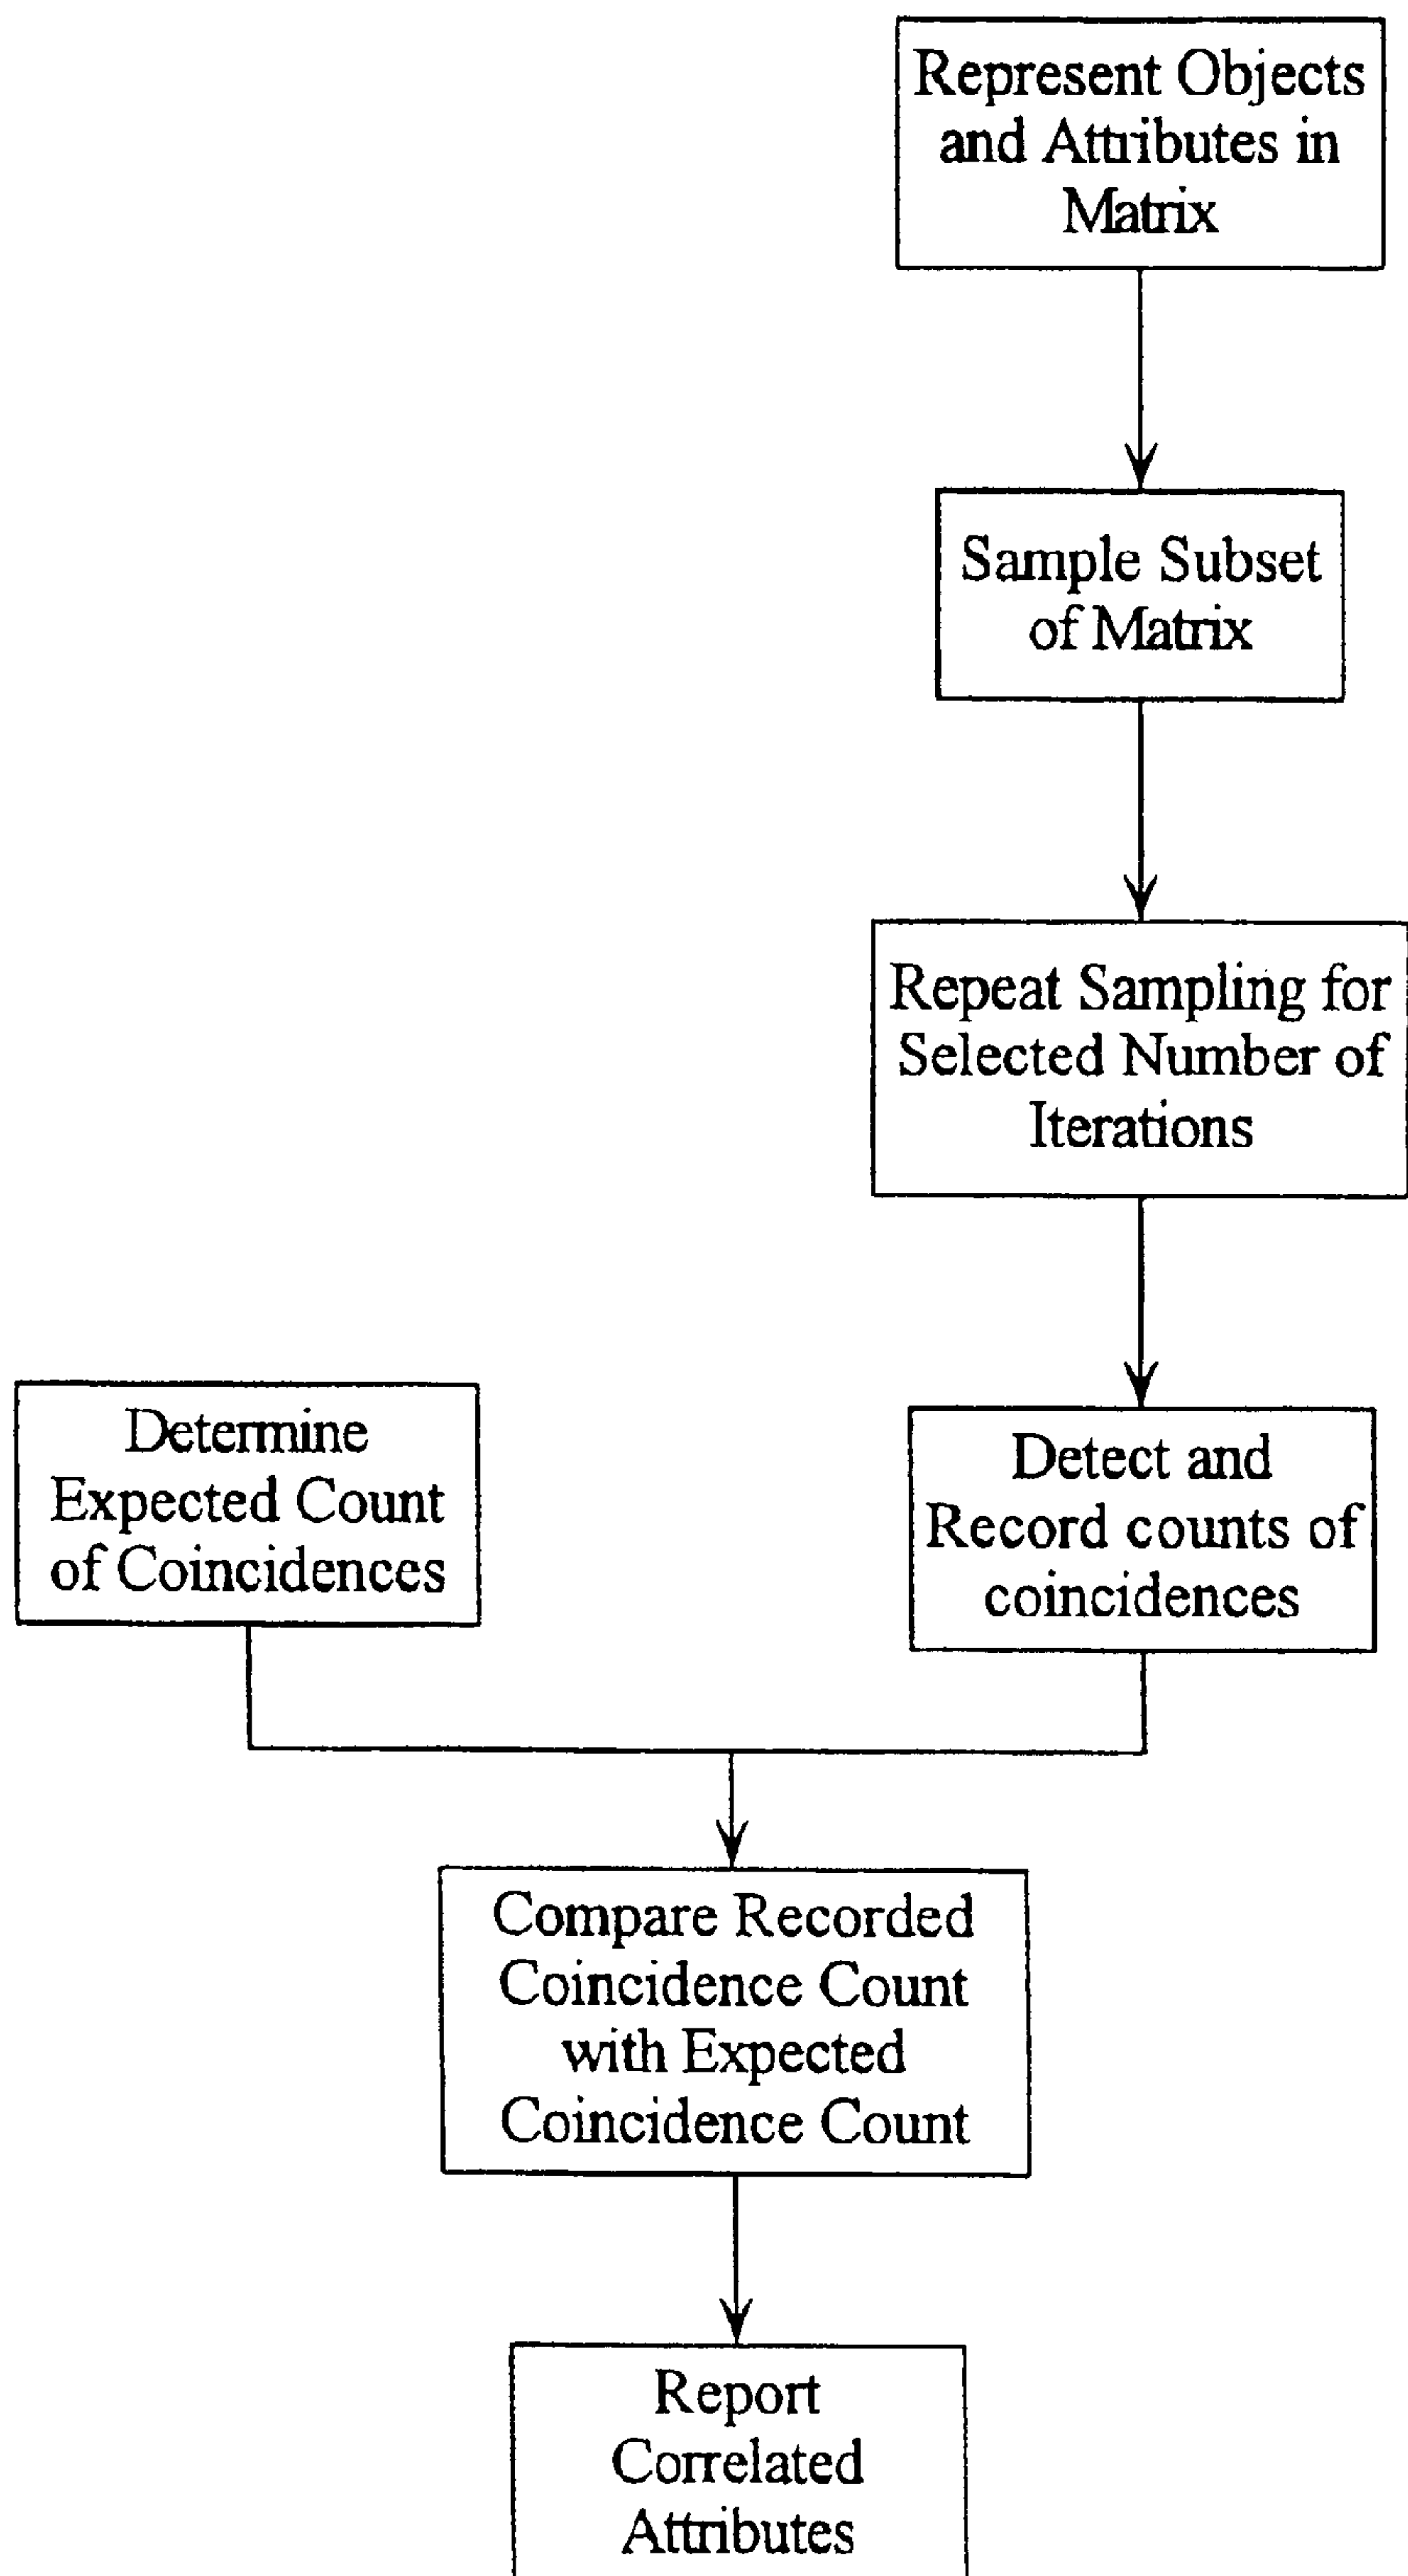 Represent Objects
and Attributes in
Matrix
Sample Subset
of Matrix
Repeat Sampling for
Selected Number of
Iterations
Determine
Expected Count
of Coincidences
Detect and
Record counts of
coincidences
Compare Recorded
Coincidence Count
with Expected
Coincidence Count
Report
Correlated
Attributes